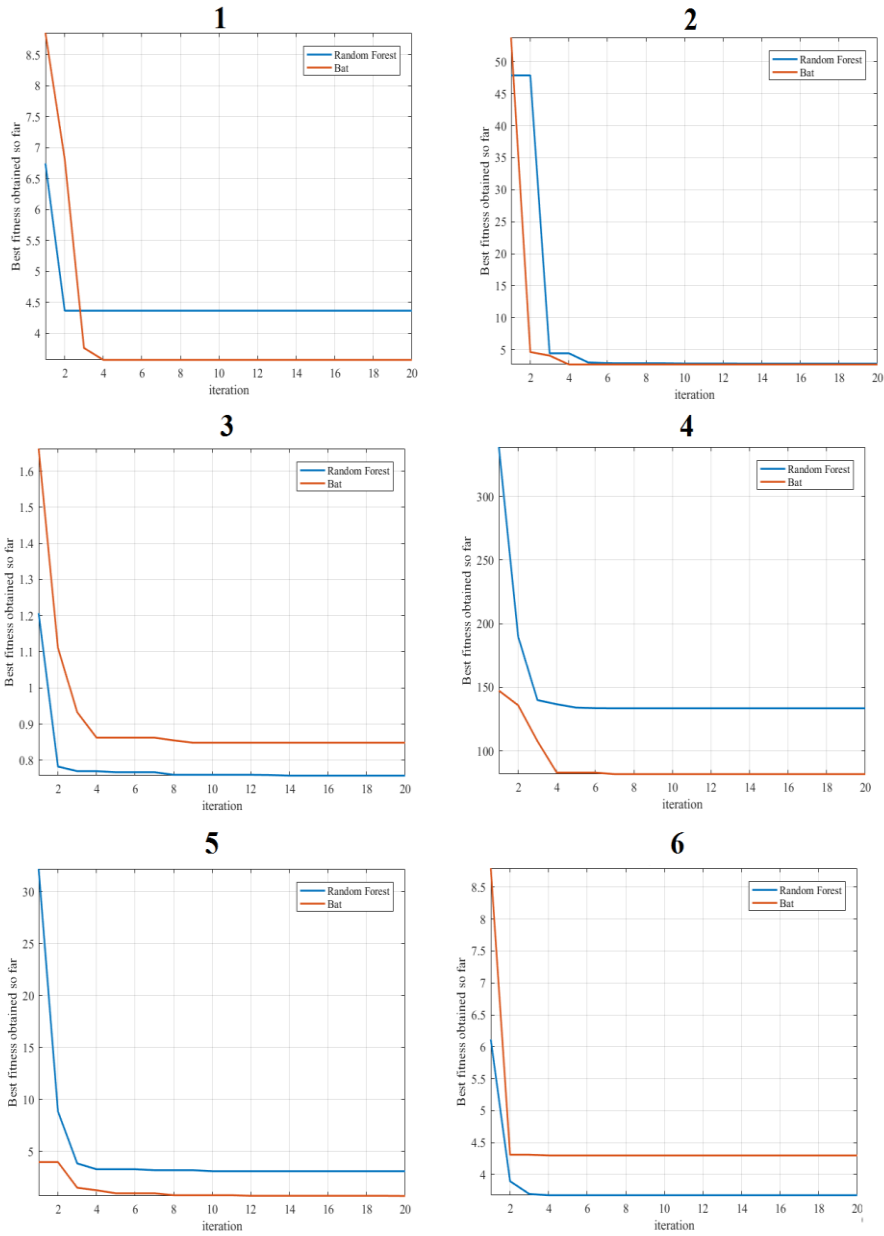 1
Best fitness obtained so far
8.5
8
7.5
7
6.5
6
5.5
5
4.5
4
Random Forest
Bat
2 4 6 8 10 12 14 16 18 20
iteration
2
Best fitness obtained so far
50
45
40
35
30
25
20
15
10
5
Random Forest
Bat
2 4 6 8 10 12 14 16 18 20
iteration
3
Best fitness obtained so far
1.6
1.5
1.4
1.3
1.2
1.1
1
0.9
0.8
Random Forest
Bat
2 4 6 8 10 12 14 16 18 20
iteration
4
Best fitness obtained so far
300
250
200
150
100
Random Forest
Bat
2 4 6 8 10 12 14 16 18 20
iteration
5
Best fitness obtained so far
30
25
20
15
10
5
Random Forest
Bat
2 4 6 8 10 12 14 16 18 20
iteration
6
Best fitness obtained so far
8.5
8
7.5
7
6.5
6
5.5
5
4.5
4
Random Forest
Bat
2 4 6 8 10 12 14 16 18 20
iteration